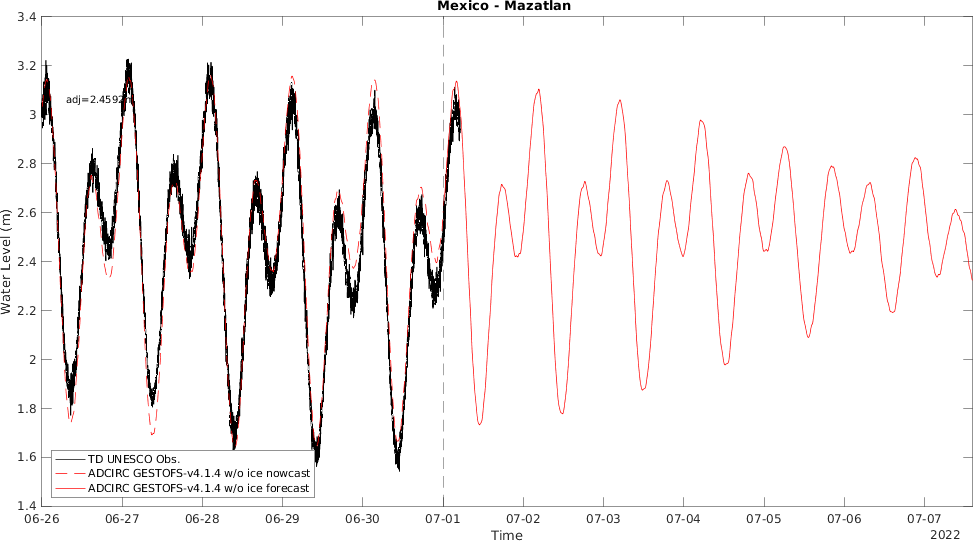 Mexico - Mazatlan
3.4
3.2
3
2.8
2.6
2.4
2.2
2
1.8
1.6
1.4
Water Level (m)
adj=2.4592
TD UNESCO Obs.
ADCIRC GESTOFS-v4.1.4 w/o ice nowcast
ADCIRC GESTOFS-v4.1.4 w/o ice forecast
06-26 06-27 06-28 06-29 06-30 07-01 07-02 07-03 07-04 07-05 07-06 07-07
Time
2022